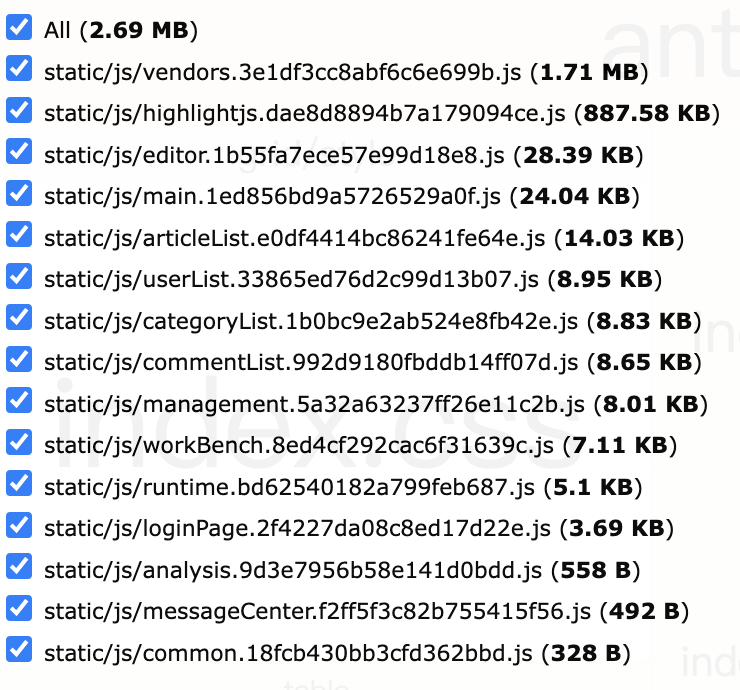 All (2.69 MB)
static/js/vendors.3e1df3cc8abf6c6e699b.js (1.71 MB)
static/js/highlightjs.dae8d8894b7a179094ce.js (887.58 KB)
static/js/editor.1b55fa7ece57e99d18e8.js (28.39 KB)
static/js/main.1ed856bd9a5726529a0f.js (24.04 KB)
static/js/articleList.e0df4414bc86241fe64e.js (14.03 KB)
static/js/userList.33865ed76d2c99d13b07.js (8.95 KB)
static/js/categoryList.1b0bc9e2ab524e8fb42e.js (8.83 KB)
static/js/commentList.992d9180fbddb14ff07d.js (8.65 KB)
static/js/management.5a32a63237ff26e11c2b.js (8.01 KB)
index.css
static/js/workBench.8ed4cf292cac6f31639c.js (7.11 KB)
static/js/runtime.bd62540182a799feb687.js (5.1 KB)
static/js/loginPage.2f4227da08c8ed17d22e.js (3.69 KB)
static/js/analysis.9d3e7956b58e141d0bdd.js (558 B)
static/js/messageCenter.f2ff5f3c82b755415f56.js (492 B)
static/js/common.18fcb430bb3cfd362bbd.js (328 B)